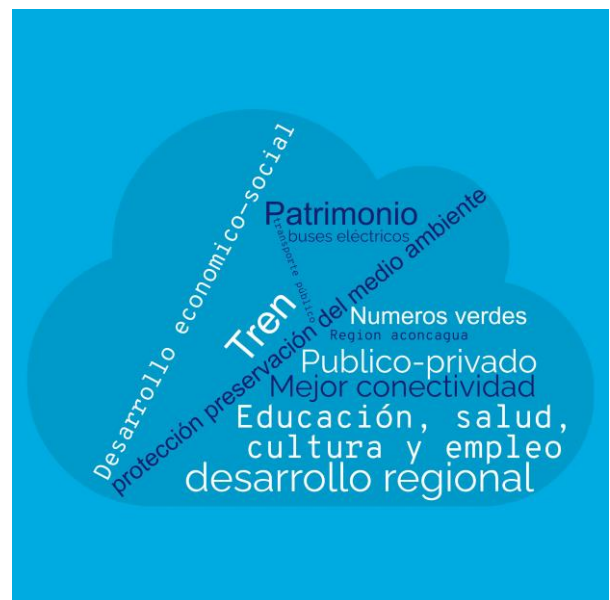 Desarrollo economico-social
Patrimonio
buses eléctricos
transporte público
protección preservación del medio ambiente
Tren
Numeros verdes
Region aconcagua
Publico-privado
Mejor conectividad
Educación, salud,
cultura y empleo
desarrollo regional